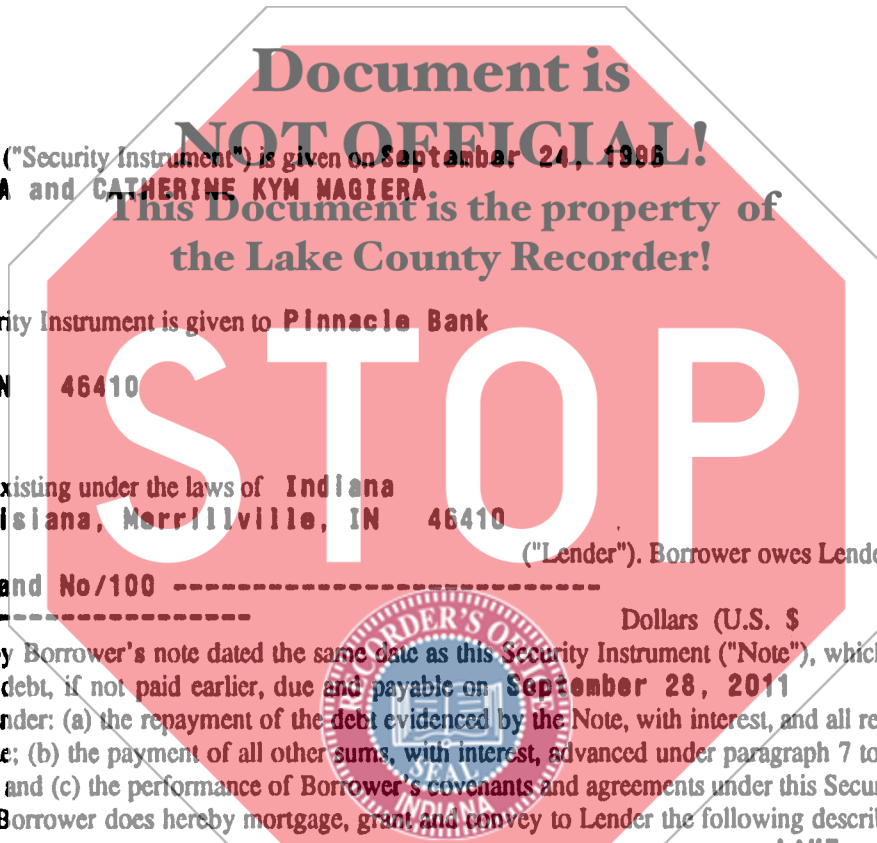 Document is
NOT OFFICIAL!
("Security Instrument") is given on September 24, 1996
A and CATHERINE KYM MAGIERA
This Document is the property of
the Lake County Recorder!
rity Instrument is given to Pinnacle Bank
STOP
N 46410
xisting under the laws of Indiana
isiana, Merrillville, IN 46410
("Lender"). Borrower owes Lende
and No/100 ----------------------------
----------------- Dollars (U.S. $
y Borrower's note dated the same date as this Security Instrument ("Note"), which
debt, if not paid earlier, due and payable on September 28, 2011
nder: (a) the repayment of the debt evidenced by the Note, with interest, and all re
e; (b) the payment of all other sums, with interest, advanced under paragraph 7 to
and (c) the performance of Borrower's covenants and agreements under this Secur
Borrower does hereby mortgage, grant and convey to Lender the following describ
RECORDER'S OFFICE
SEAL
INDIANA